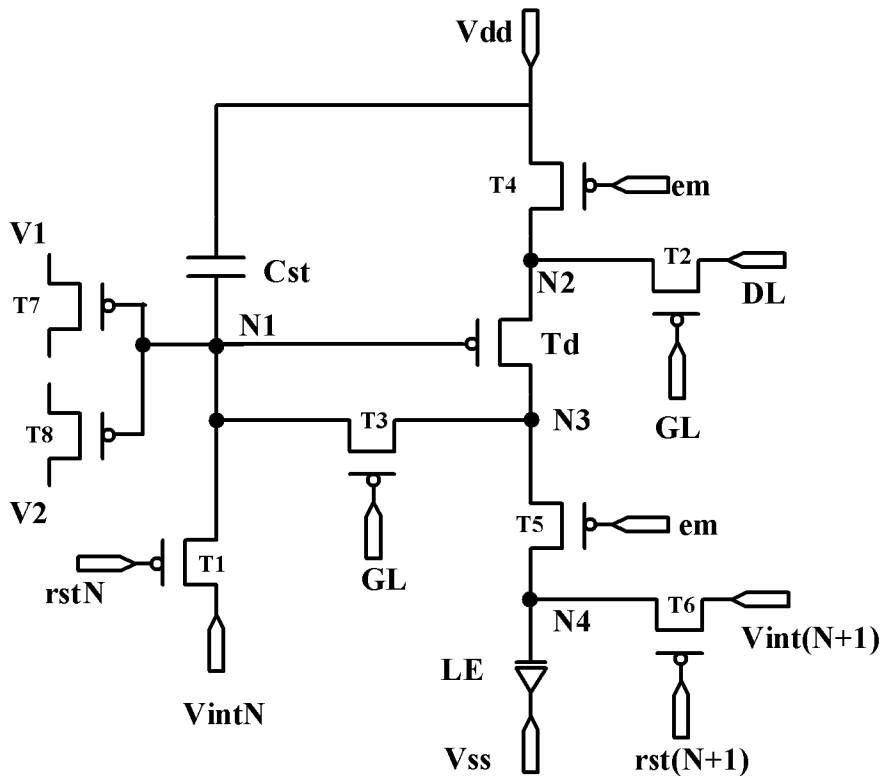 Vdd
T4
em
V1
Cst
N2
T2
DL
T7
N1
Td
T8
T3
N3
GL
V2
T5
em
rstN
T1
GL
N4
T6
Vint(N+1)
LE
VintN
Vss
rst(N+1)